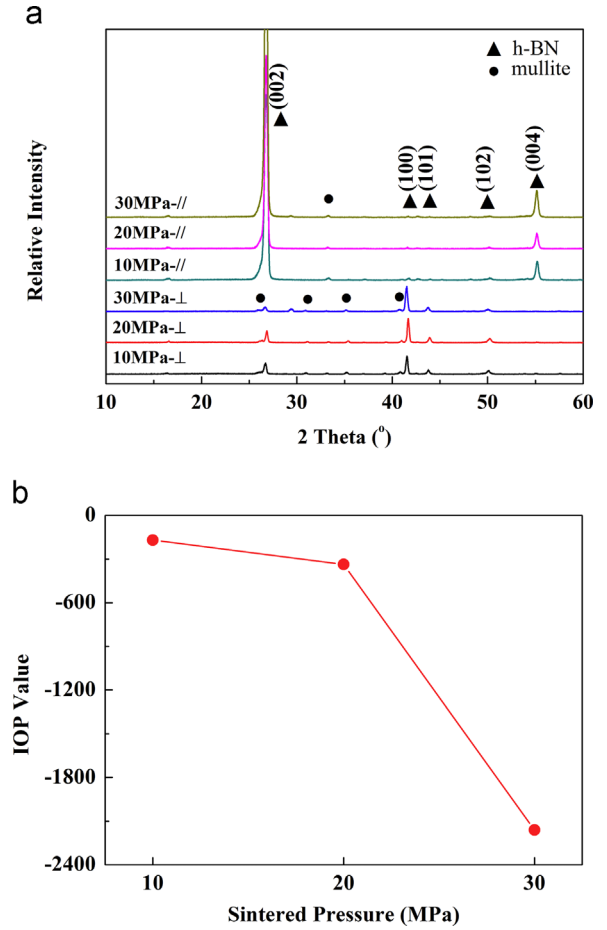 a
▲ h-BN
● mullite
(002)
(100)
(101)
(102)
(004)
30MPa-//
20MPa-//
10MPa-//
30MPa-⊥
20MPa-⊥
10MPa-⊥
Relative Intensity
10 20 30 40 50 60
2 Theta (°)
b
0
-600
-1200
-1800
-2400
IOP Value
10 20 30
Sintered Pressure (MPa)